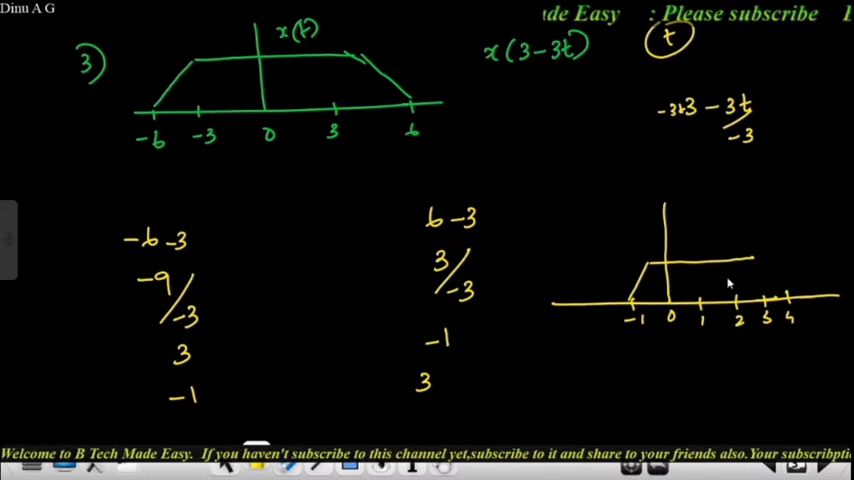 Dinu A G
ıde Easy    : Please subscribe
3)
x(t)
x(3-3t)
t
-3+3-3t
-3
-6 -3 0 3 6
-6-3
-9
-3
3
-1
6-3
3
-3
-1
3
-1 0 1 2 3 4
Welcome to B Tech Made Easy.  If you haven't subscribe to this channel yet,subscribe to it and share to your friends also.Your subscribpti